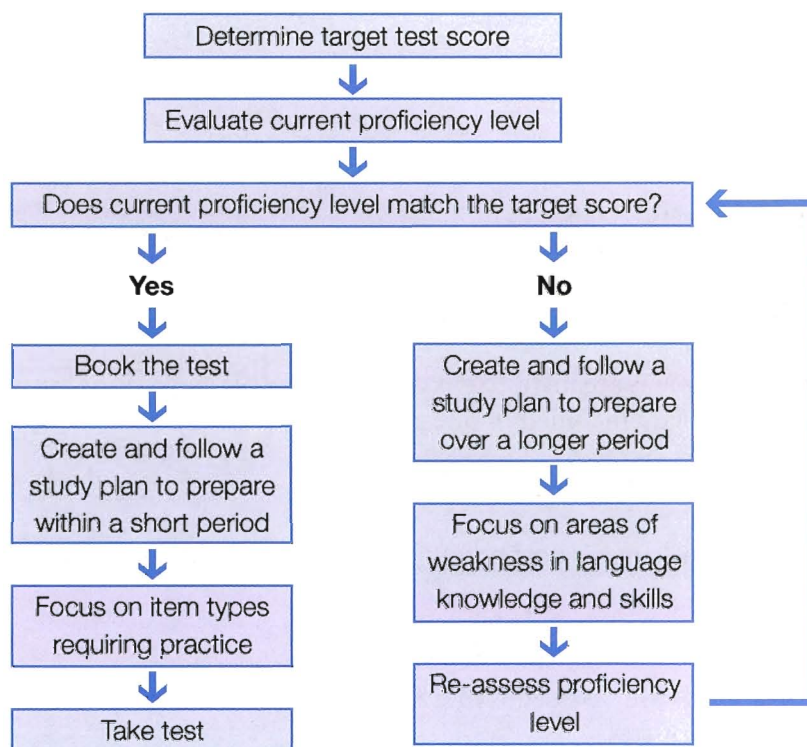 Determine target test score
Evaluate current proficiency level
Does current proficiency level match the target score?
Yes
Book the test
Create and follow a
study plan to prepare
within a short period
Focus on item types
requiring practice
Take test
No
Create and follow a
study plan to prepare
over a longer period
Focus on areas of
weakness in language
knowledge and skills
Re-assess proficiency
level